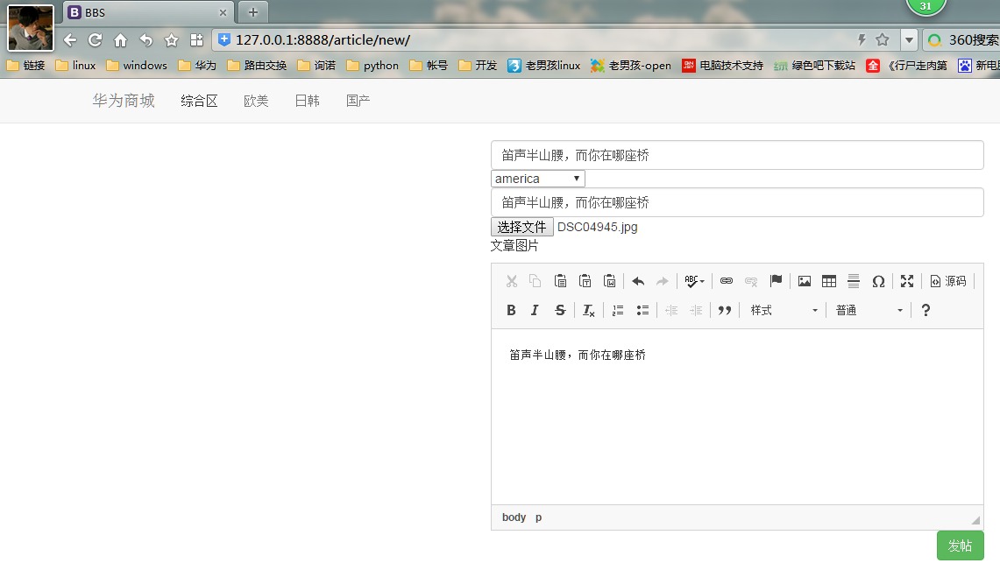 31
BBS
127.0.0.1:8888/article/new/
360搜索
链接 linux windows 华为 路由交换 询诺 python 帐号 开发 老男孩linux 老男孩-open 电脑技术支持 绿色吧下载站 《行尸走肉第 新电脑
华为商城 综合区 欧美 日韩 国产
笛声半山腰，而你在哪座桥
america
笛声半山腰，而你在哪座桥
选择文件 DSC04945.jpg
文章图片
ABC Ω 源码
B I S Tx 样式 普通 ?
笛声半山腰，而你在哪座桥
body p
发帖